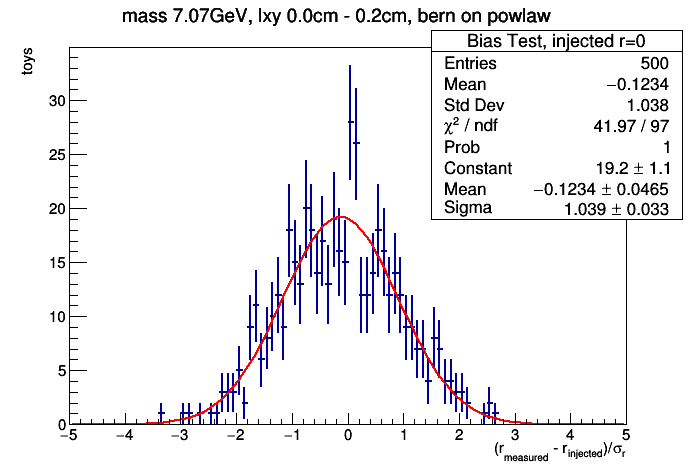 mass 7.07GeV, lxy 0.0cm - 0.2cm, bern on powlaw
Bias Test, injected r=0
Entries 500
Mean −0.1234
Std Dev 1.038
χ² / ndf 41.97 / 97
Prob 1
Constant 19.2 ± 1.1
Mean −0.1234 ± 0.0465
Sigma 1.039 ± 0.033
toys
30
25
20
15
10
5
0
−5 −4 −3 −2 −1 0 1 2 3 4 5
(r_measured - r_injected)/σ_r